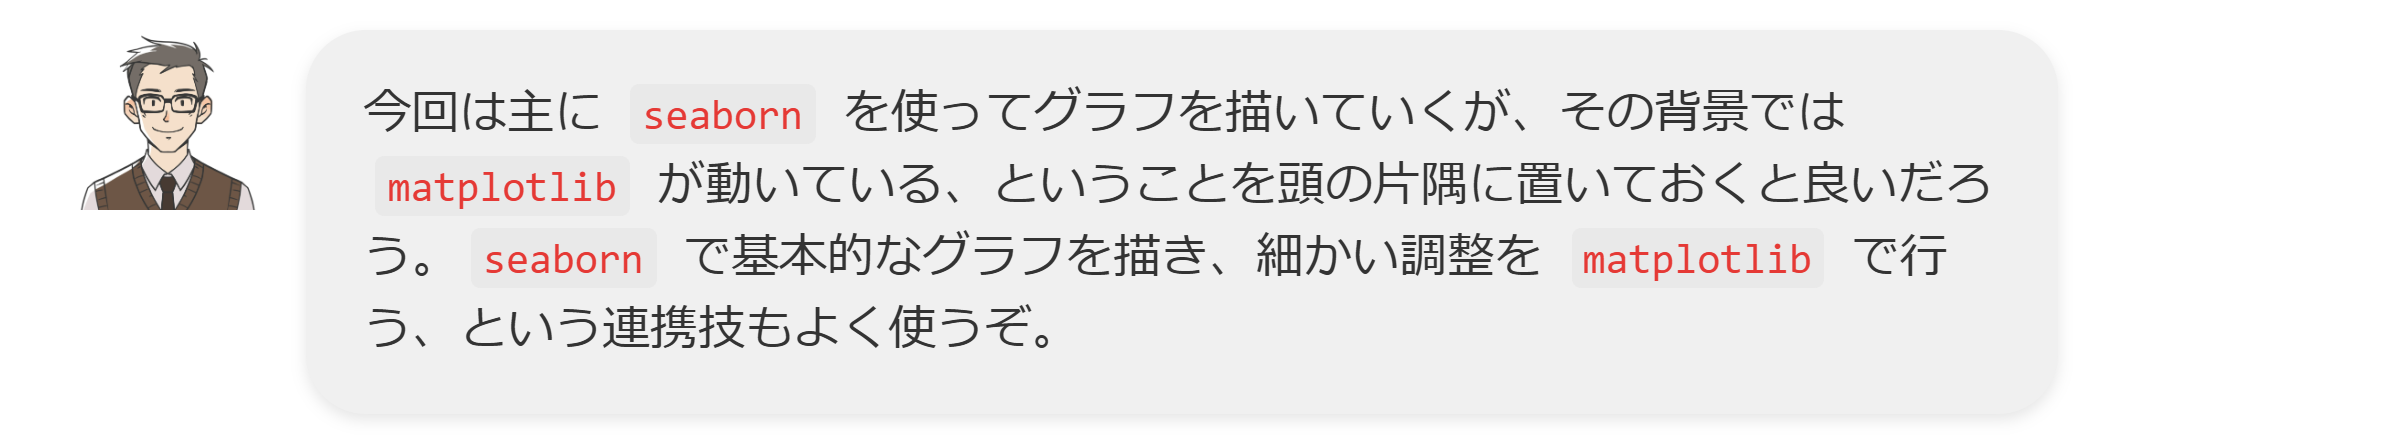 今回は主に seaborn を使ってグラフを描いていくが、その背景では
matplotlib が動いている、ということを頭の片隅に置いておくと良いだろ
う。 seaborn で基本的なグラフを描き、細かい調整を matplotlib で行
う、という連携技もよく使うぞ。